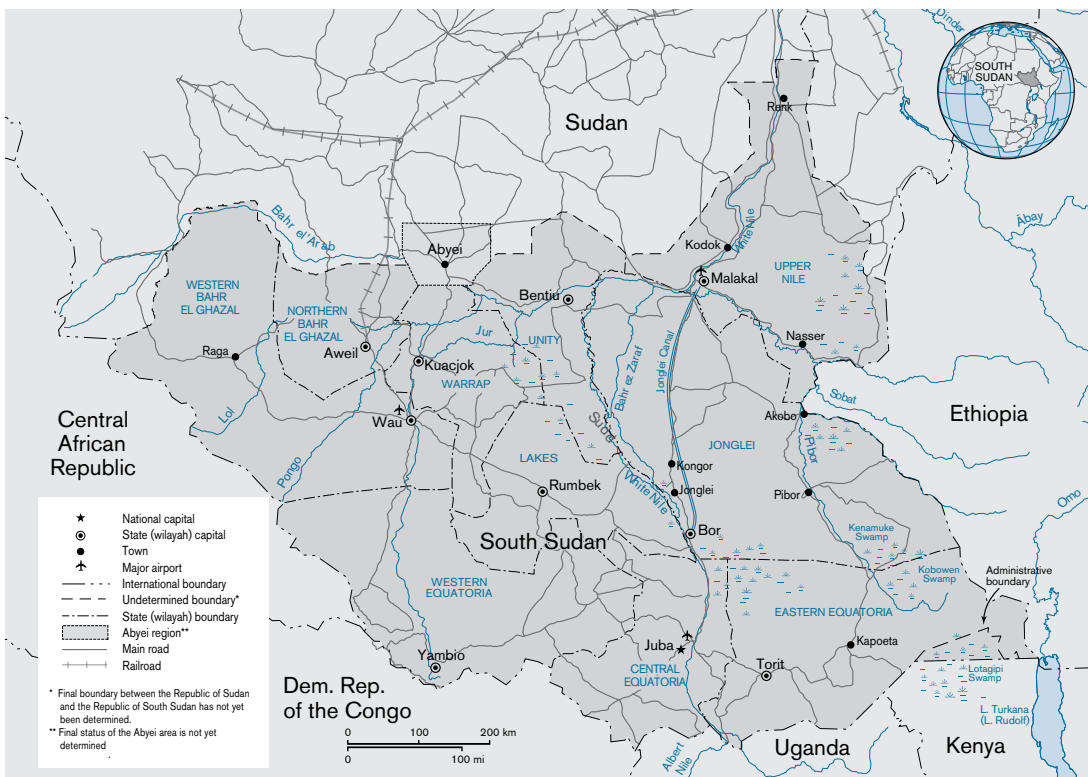 Dinder
SOUTH
SUDAN
Sudan
Renk
Ābay
Bahr el'Arab
Abyei
Kodok
White Nile
Malakal
UPPER
NILE
WESTERN
BAHR
EL GHAZAL
NORTHERN
BAHR
EL GHAZAL
Bentiu
Jur
UNITY
Bahr ez Zaraf
Jonglei Canal
Nasser
Raga
Aweil
Kuacjok
WARRAP
Sobat
Ethiopia
Central
African
Republic
Lol
Wau
Akobo
Pibor
JONGLEI
Sudd
LAKES
Kongor
Pongo
Rumbek
White Nile
Jonglei
Pibor
Omo
South Sudan
Bor
Kenamuke
Swamp
Kobowen
Swamp
Administrative
boundary
WESTERN
EQUATORIA
EASTERN EQUATORIA
Juba
Kapoeta
Yambio
CENTRAL
EQUATORIA
Torit
Lotagipi
Swamp
Dem. Rep.
of the Congo
L. Turkana
(L. Rudolf)
Albert
Nile
Uganda
Kenya
National capital
State (wilayah) capital
Town
Major airport
International boundary
Undetermined boundary*
State (wilayah) boundary
Abyei region**
Main road
Railroad
* Final boundary between the Republic of Sudan
and the Republic of South Sudan has not yet
been determined.
** Final status of the Abyei area is not yet
determined
0 100 200 km
0 100 mi